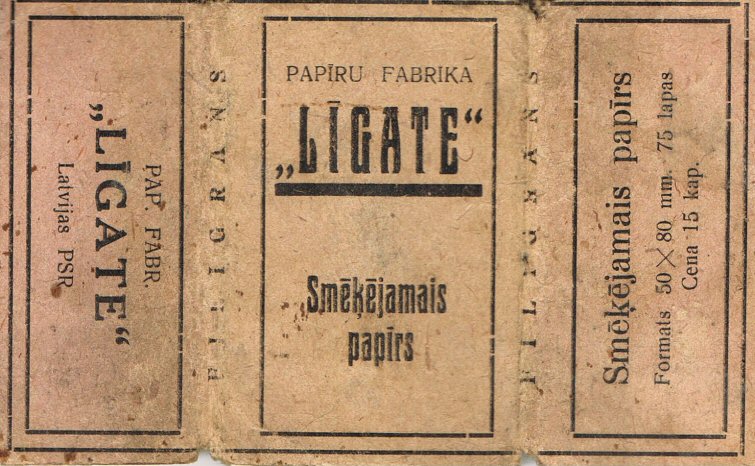 PAP. FABR.
„LĪGATE“
Latvijas PSR
FILIGRANS
PAPĪRU FABRIKA
„LĪGATE“
Smēķējamais
papīrs
FILIGRANS
Smēķējamais papīrs
Formats 50×80 mm. 75 lapas
Cena 15 kap.